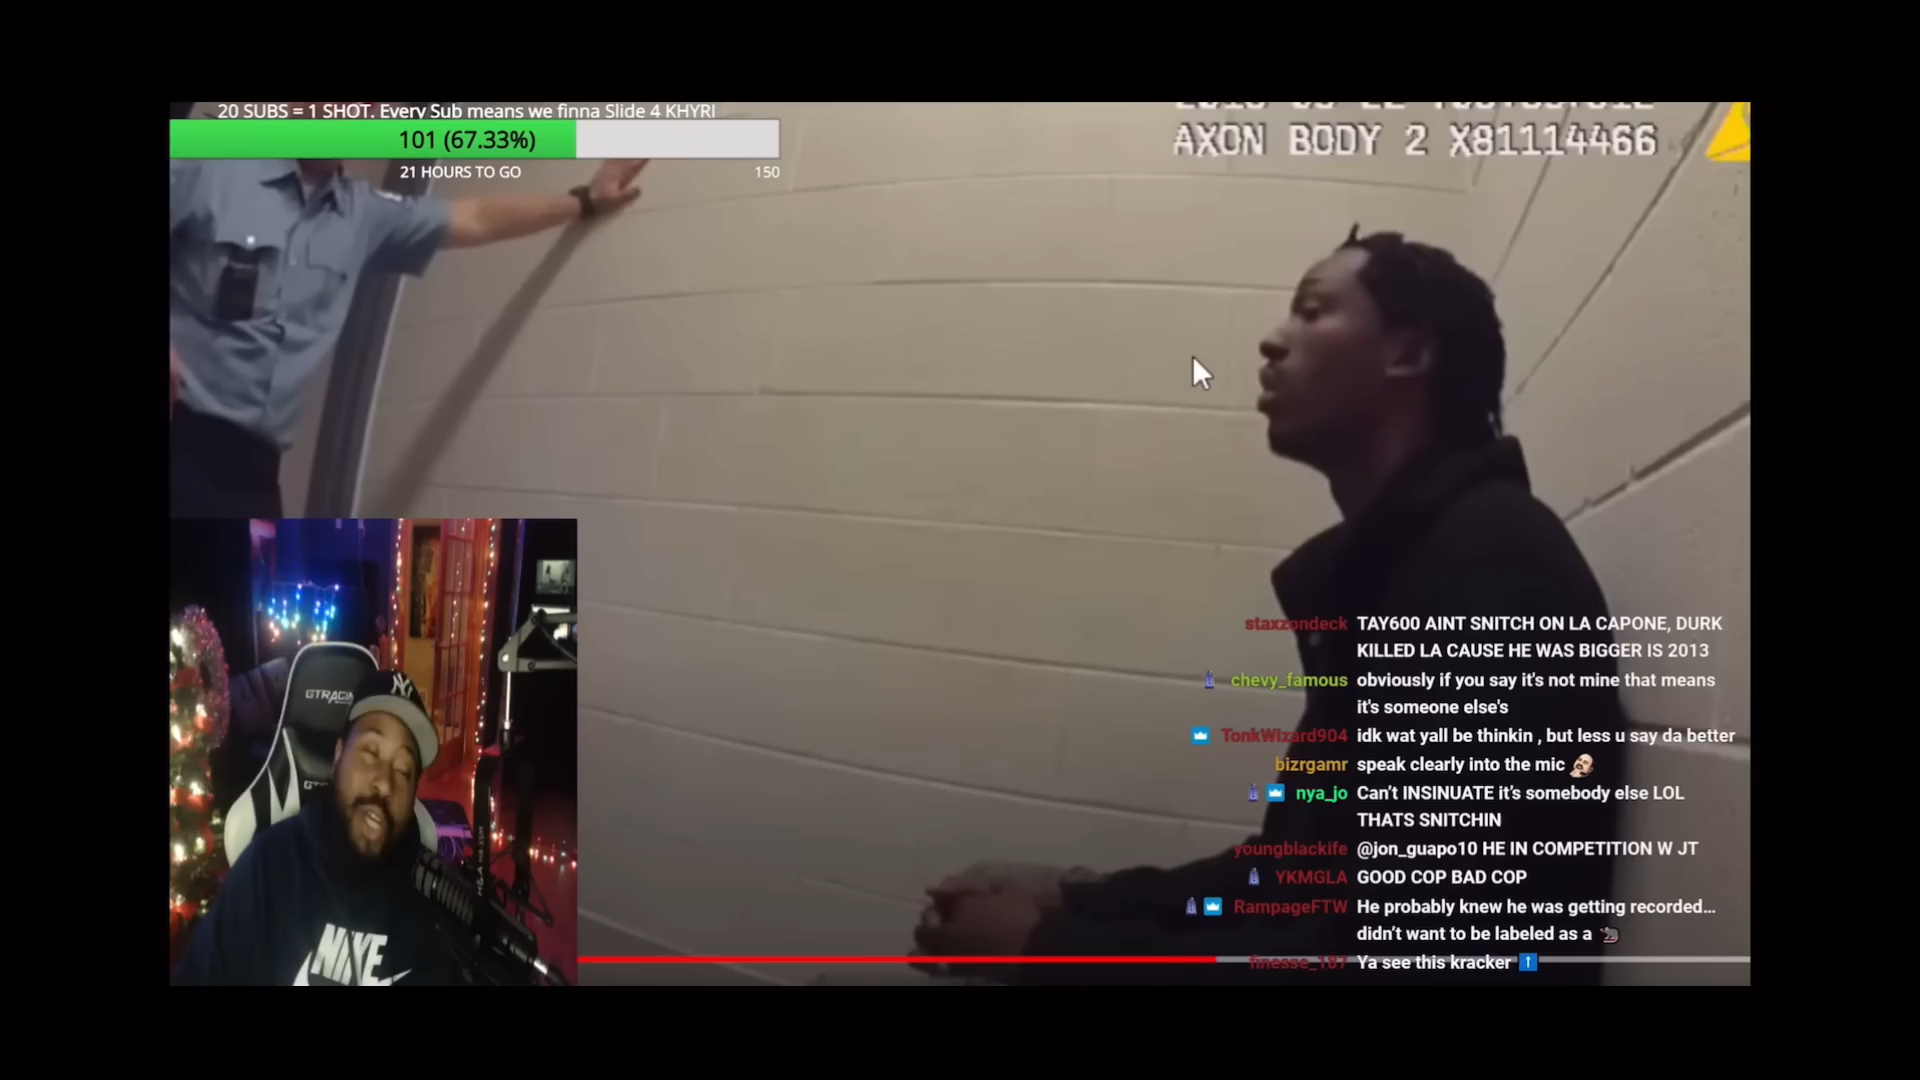 20 SUBS = 1 SHOT. Every Sub means we finna Slide 4 KHYRI
101 (67.33%)
21 HOURS TO GO 150
AXON BODY 2 X81114466
GTRACIN
NIKE
staxzondeck TAY600 AINT SNITCH ON LA CAPONE, DURK
KILLED LA CAUSE HE WAS BIGGER IS 2013
chevy_famous obviously if you say it's not mine that means
it's someone else's
TonkWizard904 idk wat yall be thinkin , but less u say da better
bizrgamr speak clearly into the mic
nya_jo Can't INSINUATE it's somebody else LOL
THATS SNITCHIN
youngblackife @jon_guapo10 HE IN COMPETITION W JT
YKMGLA GOOD COP BAD COP
RampageFTW He probably knew he was getting recorded...
didn't want to be labeled as a
finesse_187 Ya see this kracker